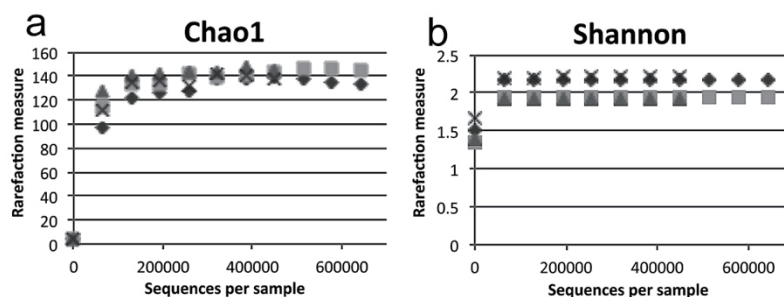 a
Chao1
Rarefaction measure
160
140
120
100
80
60
40
20
0
0 200000 400000 600000
Sequences per sample
b
Shannon
Rarefaction measure
2.5
2
1.5
1
0.5
0
0 200000 400000 600000
Sequences per sample